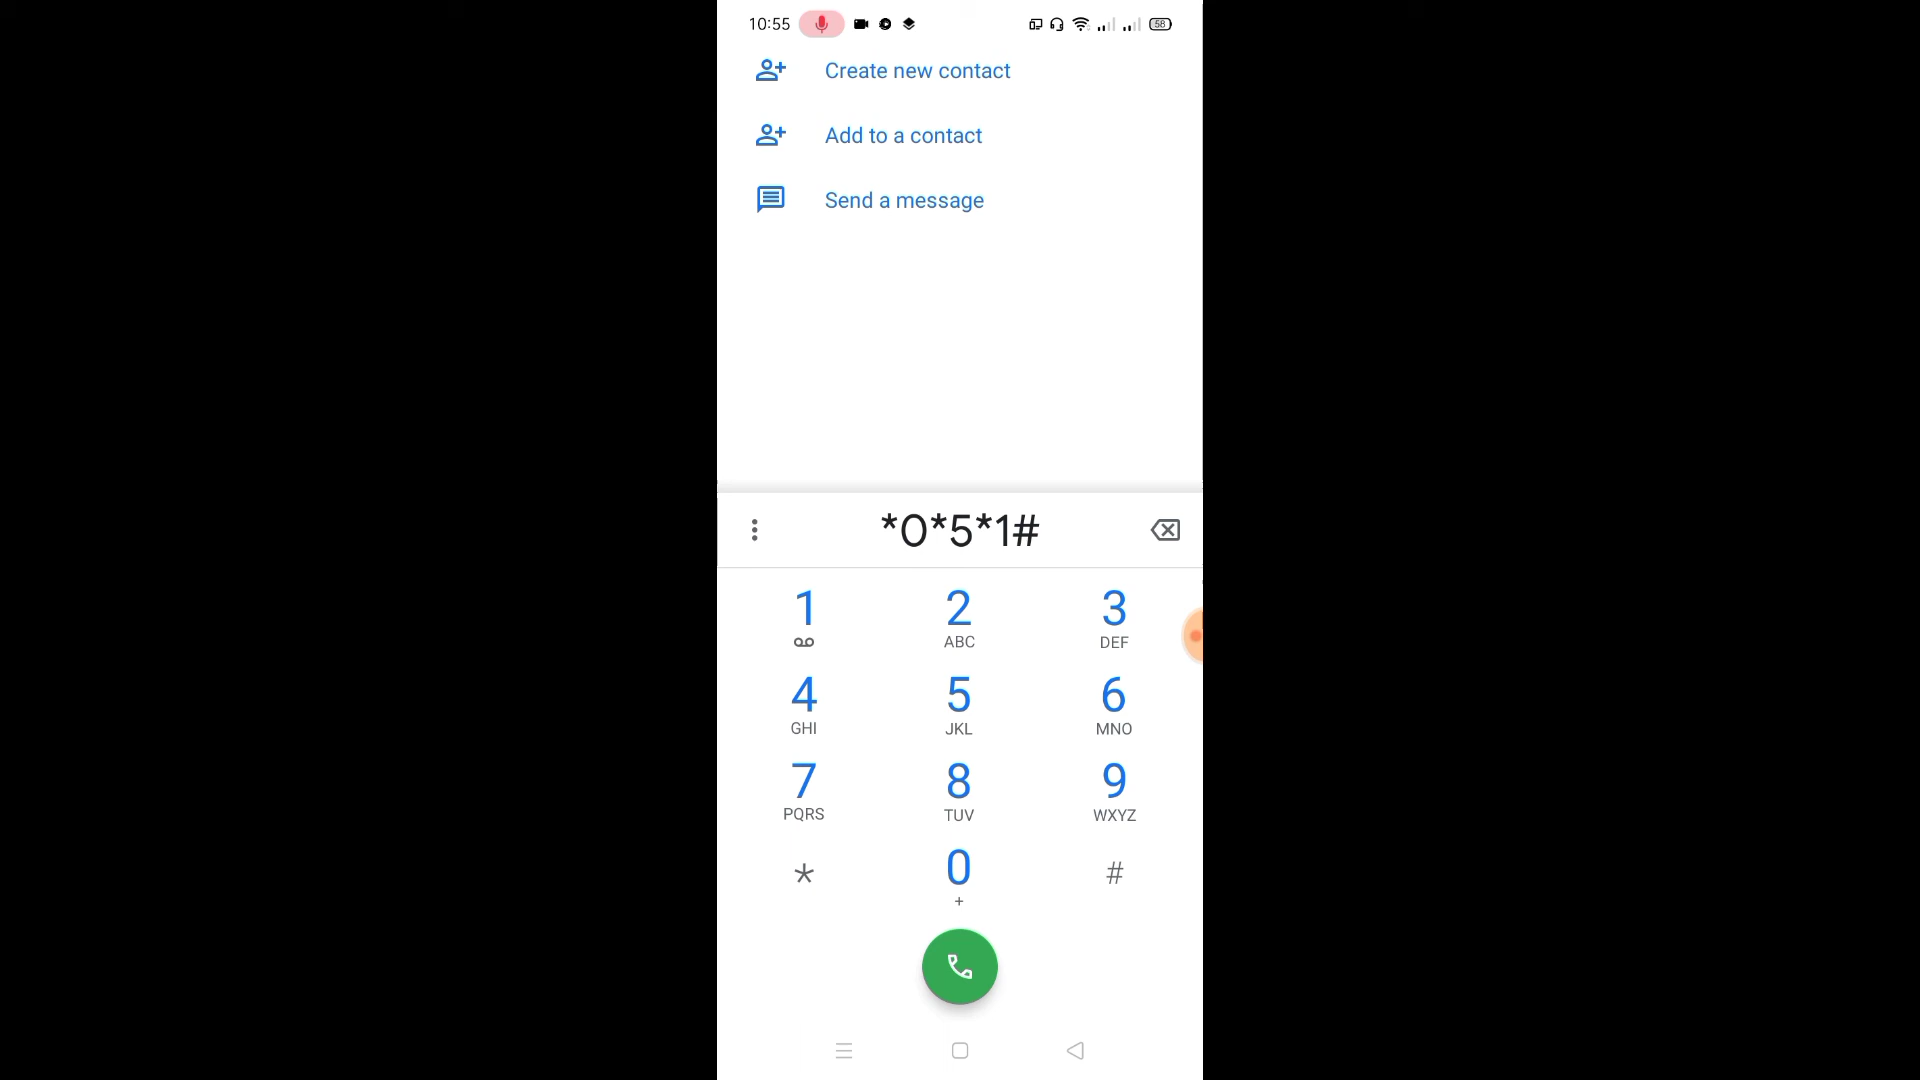 10:55 58
Create new contact
Add to a contact
Send a message
*0*5*1#
1 2 3
ABC DEF
4 5 6
GHI JKL MNO
7 8 9
PQRS TUV WXYZ
* 0 #
+